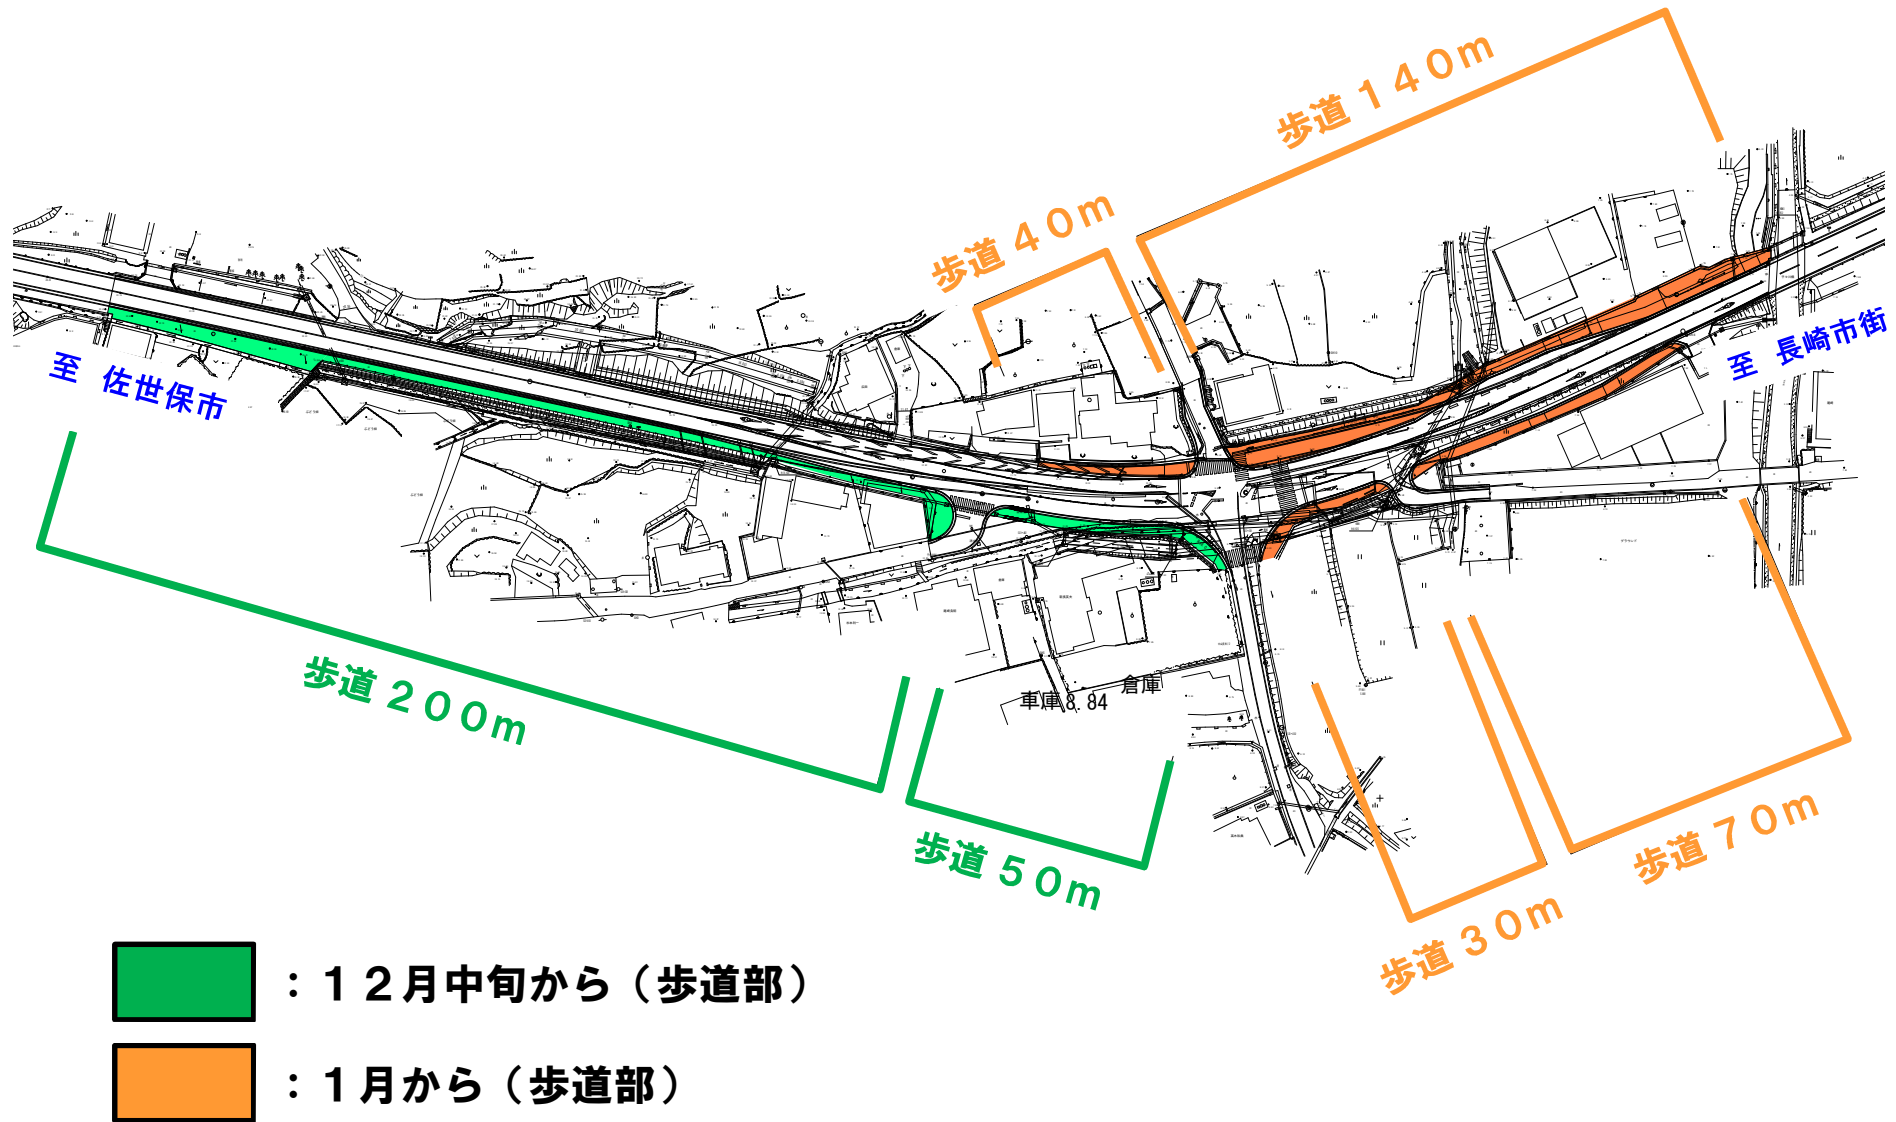 歩道１４０ｍ
歩道４０ｍ
至　佐世保市
至　長崎市街
歩道２００ｍ
車庫8.84
倉庫
歩道５０ｍ
歩道７０ｍ
歩道３０ｍ
：１２月中旬から（歩道部）
：１月から（歩道部）